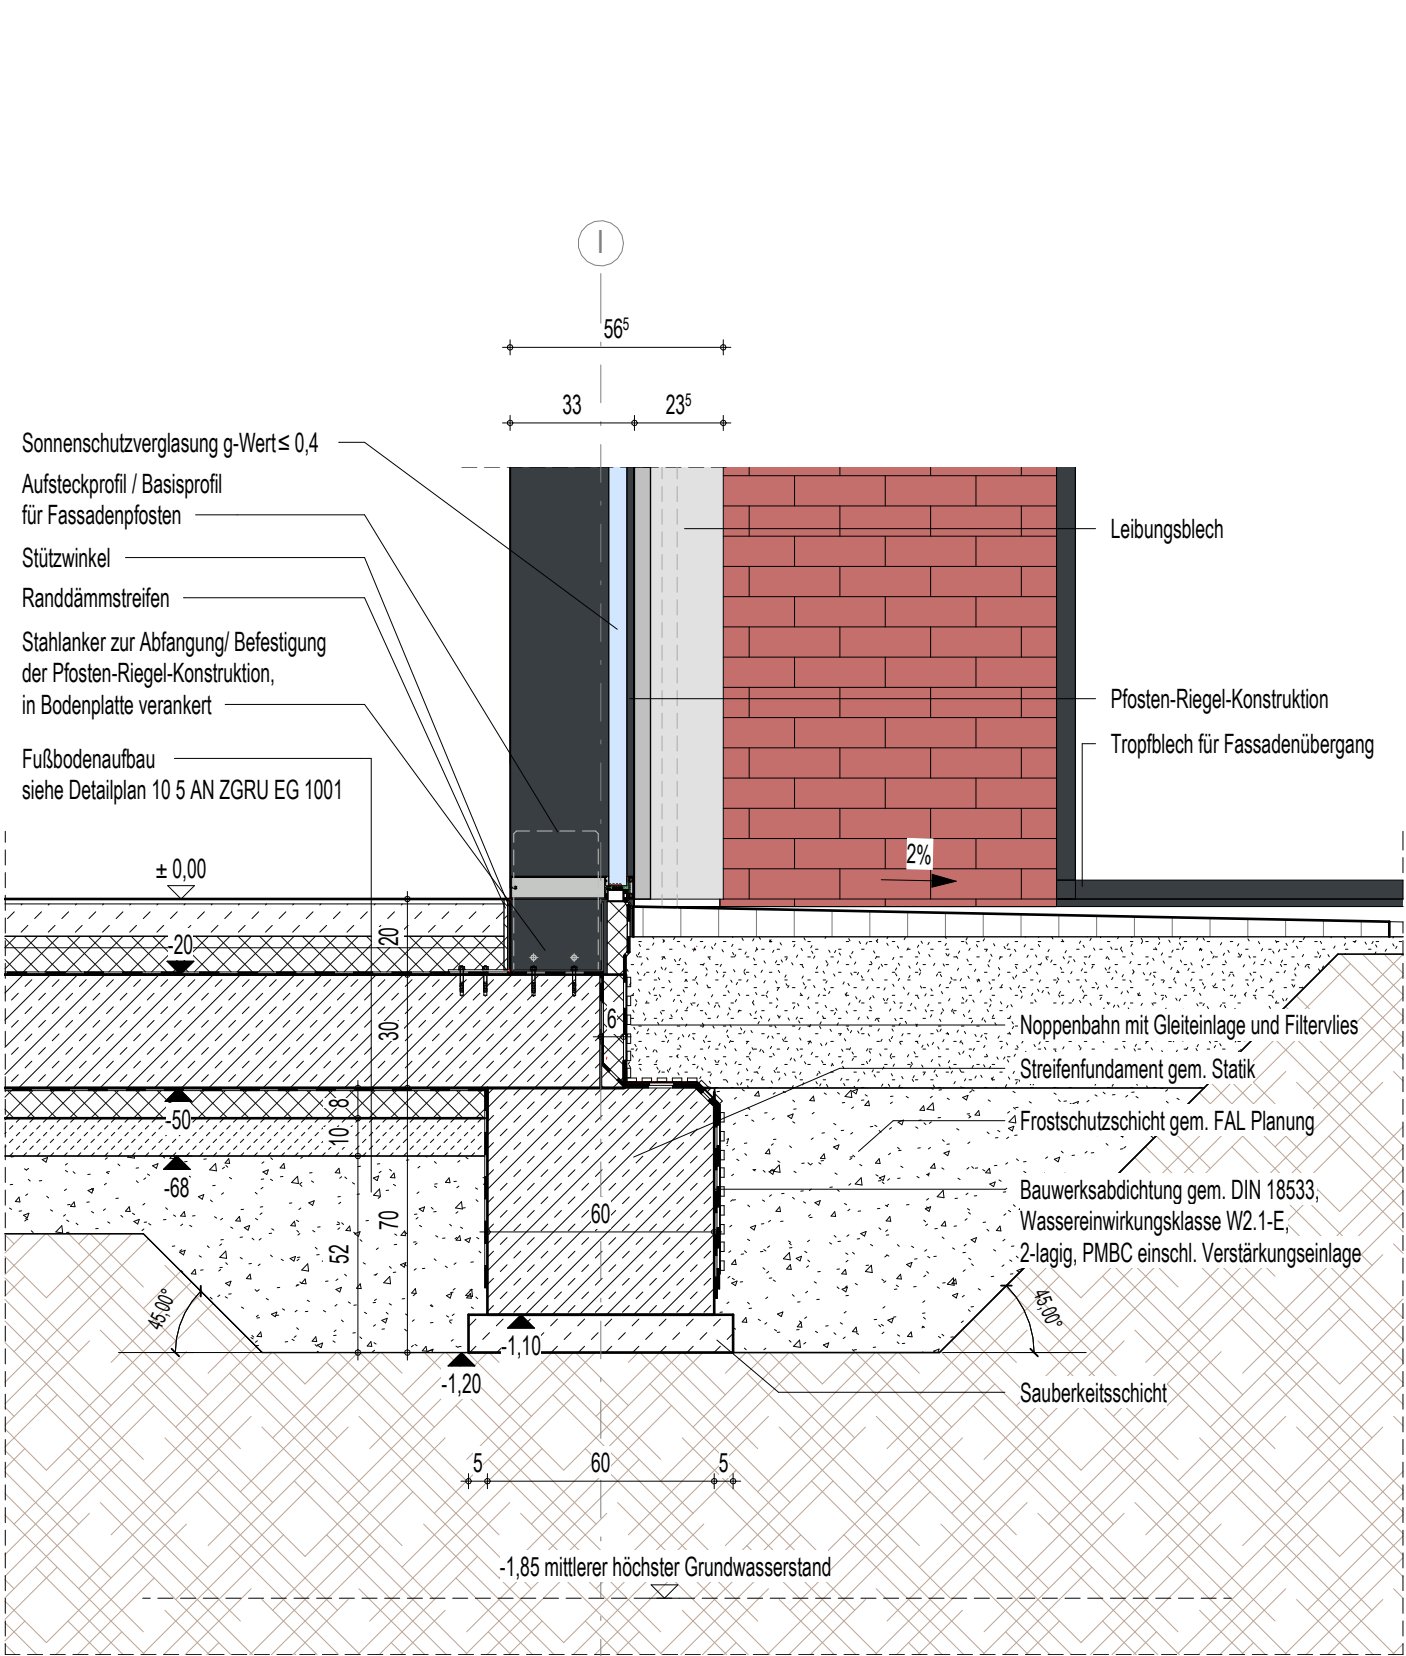 I
56⁵
33
23⁵
Sonnenschutzverglasung g-Wert ≤ 0,4
Aufsteckprofil / Basisprofil
für Fassadenpfosten
Stützwinkel
Randdämmstreifen
Stahlanker zur Abfangung/ Befestigung
der Pfosten-Riegel-Konstruktion,
in Bodenplatte verankert
Fußbodenaufbau
siehe Detailplan 10 5 AN ZGRU EG 1001
Leibungsblech
Pfosten-Riegel-Konstruktion
Tropfblech für Fassadenübergang
2%
± 0,00
20
-20
30
6
Noppenbahn mit Gleiteinlage und Filtervlies
Streifenfundament gem. Statik
8
-50
10
Frostschutzschicht gem. FAL Planung
-68
70
60
52
Bauwerksabdichtung gem. DIN 18533,
Wassereinwirkungsklasse W2.1-E,
2-lagig, PMBC einschl. Verstärkungseinlage
45,00°
45,00°
-1,10
-1,20
Sauberkeitsschicht
5
60
5
-1,85 mittlerer höchster Grundwasserstand